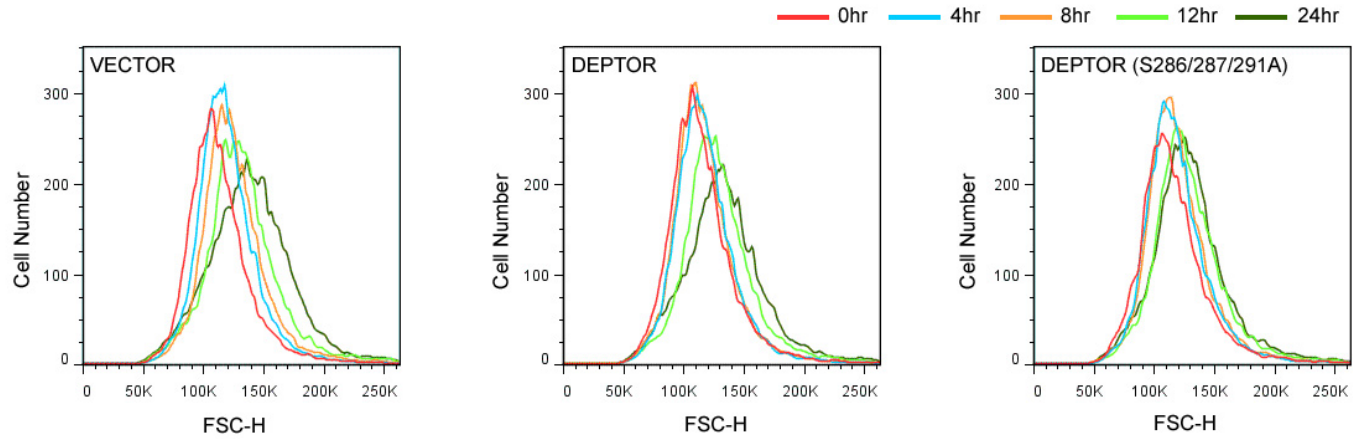 0hr 4hr 8hr 12hr 24hr
VECTOR
Cell Number
300
200
100
0
0 50K 100K 150K 200K 250K
FSC-H
DEPTOR
Cell Number
300
200
100
0
0 50K 100K 150K 200K 250K
FSC-H
DEPTOR (S286/287/291A)
Cell Number
300
200
100
0
0 50K 100K 150K 200K 250K
FSC-H